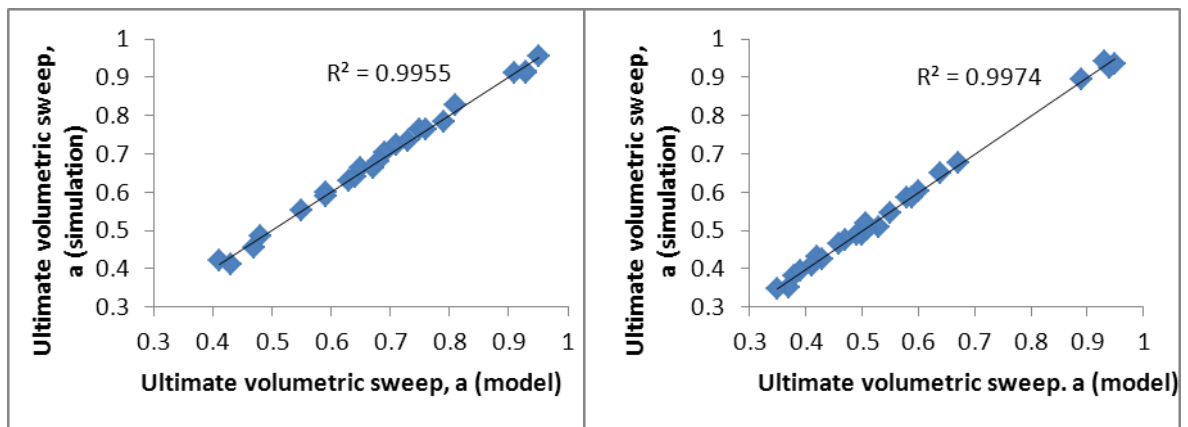 Ultimate volumetric sweep,
a (simulation)
1
0.9
0.8
0.7
0.6
0.5
0.4
0.3
R² = 0.9955
0.3 0.4 0.5 0.6 0.7 0.8 0.9 1
Ultimate volumetric sweep, a (model)
Ultimate volumetric sweep,
a (simulation)
1
0.9
0.8
0.7
0.6
0.5
0.4
0.3
R² = 0.9974
0.3 0.4 0.5 0.6 0.7 0.8 0.9 1
Ultimate volumetric sweep. a (model)